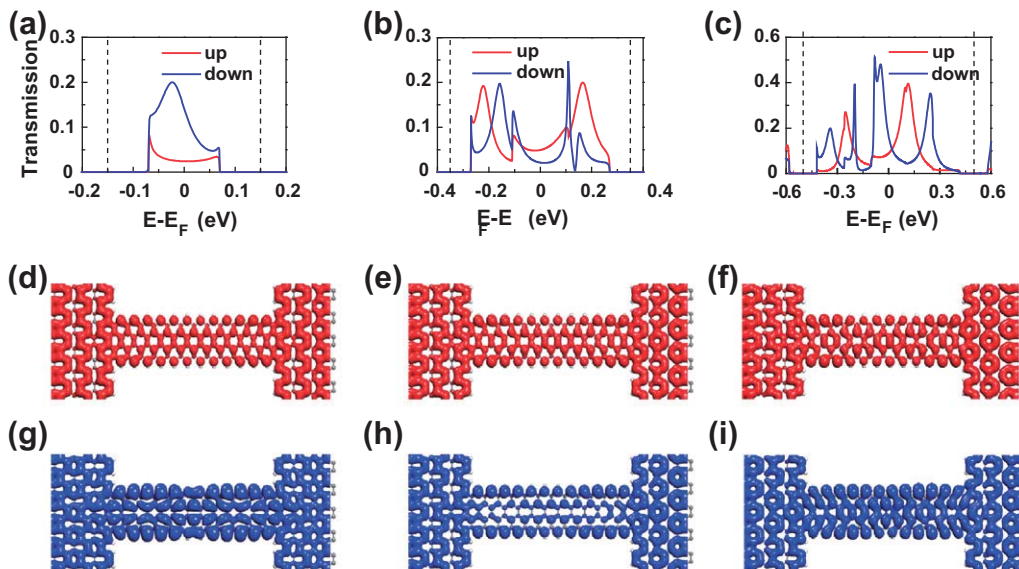 (a)
0.3
0.2
0.1
0
Transmission
up
down
-0.2 -0.1 0 0.1 0.2
E-EF (eV)
(b)
0.3
0.2
0.1
0
up
down
-0.4 -0.2 0 0.2 0.4
E-E (eV)
F
(c)
0.6
0.4
0.2
0
up
down
-0.6 -0.3 0 0.3 0.6
E-EF (eV)
(d)
(e)
(f)
(g)
(h)
(i)